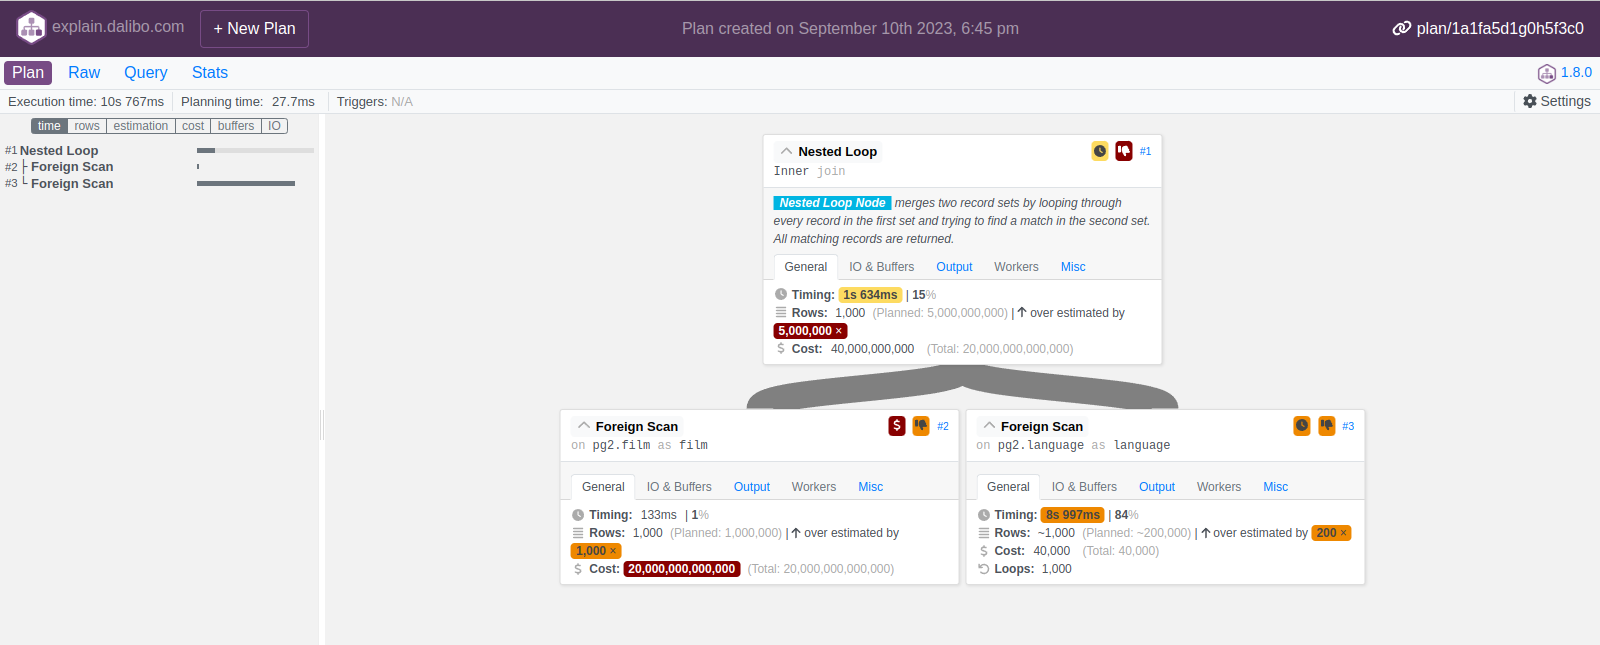 explain.dalibo.com
+ New Plan
Plan created on September 10th 2023, 6:45 pm
plan/1a1fa5d1g0h5f3c0
Plan Raw Query Stats
1.8.0
Execution time: 10s 767ms Planning time: 27.7ms Triggers: N/A
Settings
time rows estimation cost buffers IO
#1 Nested Loop
#2 Foreign Scan
#3 Foreign Scan
Nested Loop #1
Inner join
Nested Loop Node merges two record sets by looping through
every record in the first set and trying to find a match in the second set.
All matching records are returned.
General IO & Buffers Output Workers Misc
Timing: 1s 634ms | 15%
Rows: 1,000 (Planned: 5,000,000,000) | over estimated by
5,000,000 ×
$ Cost: 40,000,000,000 (Total: 20,000,000,000,000)
Foreign Scan $ #2
on pg2.film as film
General IO & Buffers Output Workers Misc
Timing: 133ms | 1%
Rows: 1,000 (Planned: 1,000,000) | over estimated by
1,000 ×
$ Cost: 20,000,000,000,000 (Total: 20,000,000,000,000)
Foreign Scan #3
on pg2.language as language
General IO & Buffers Output Workers Misc
Timing: 8s 997ms | 84%
Rows: ~1,000 (Planned: ~200,000) | over estimated by 200 ×
$ Cost: 40,000 (Total: 40,000)
Loops: 1,000